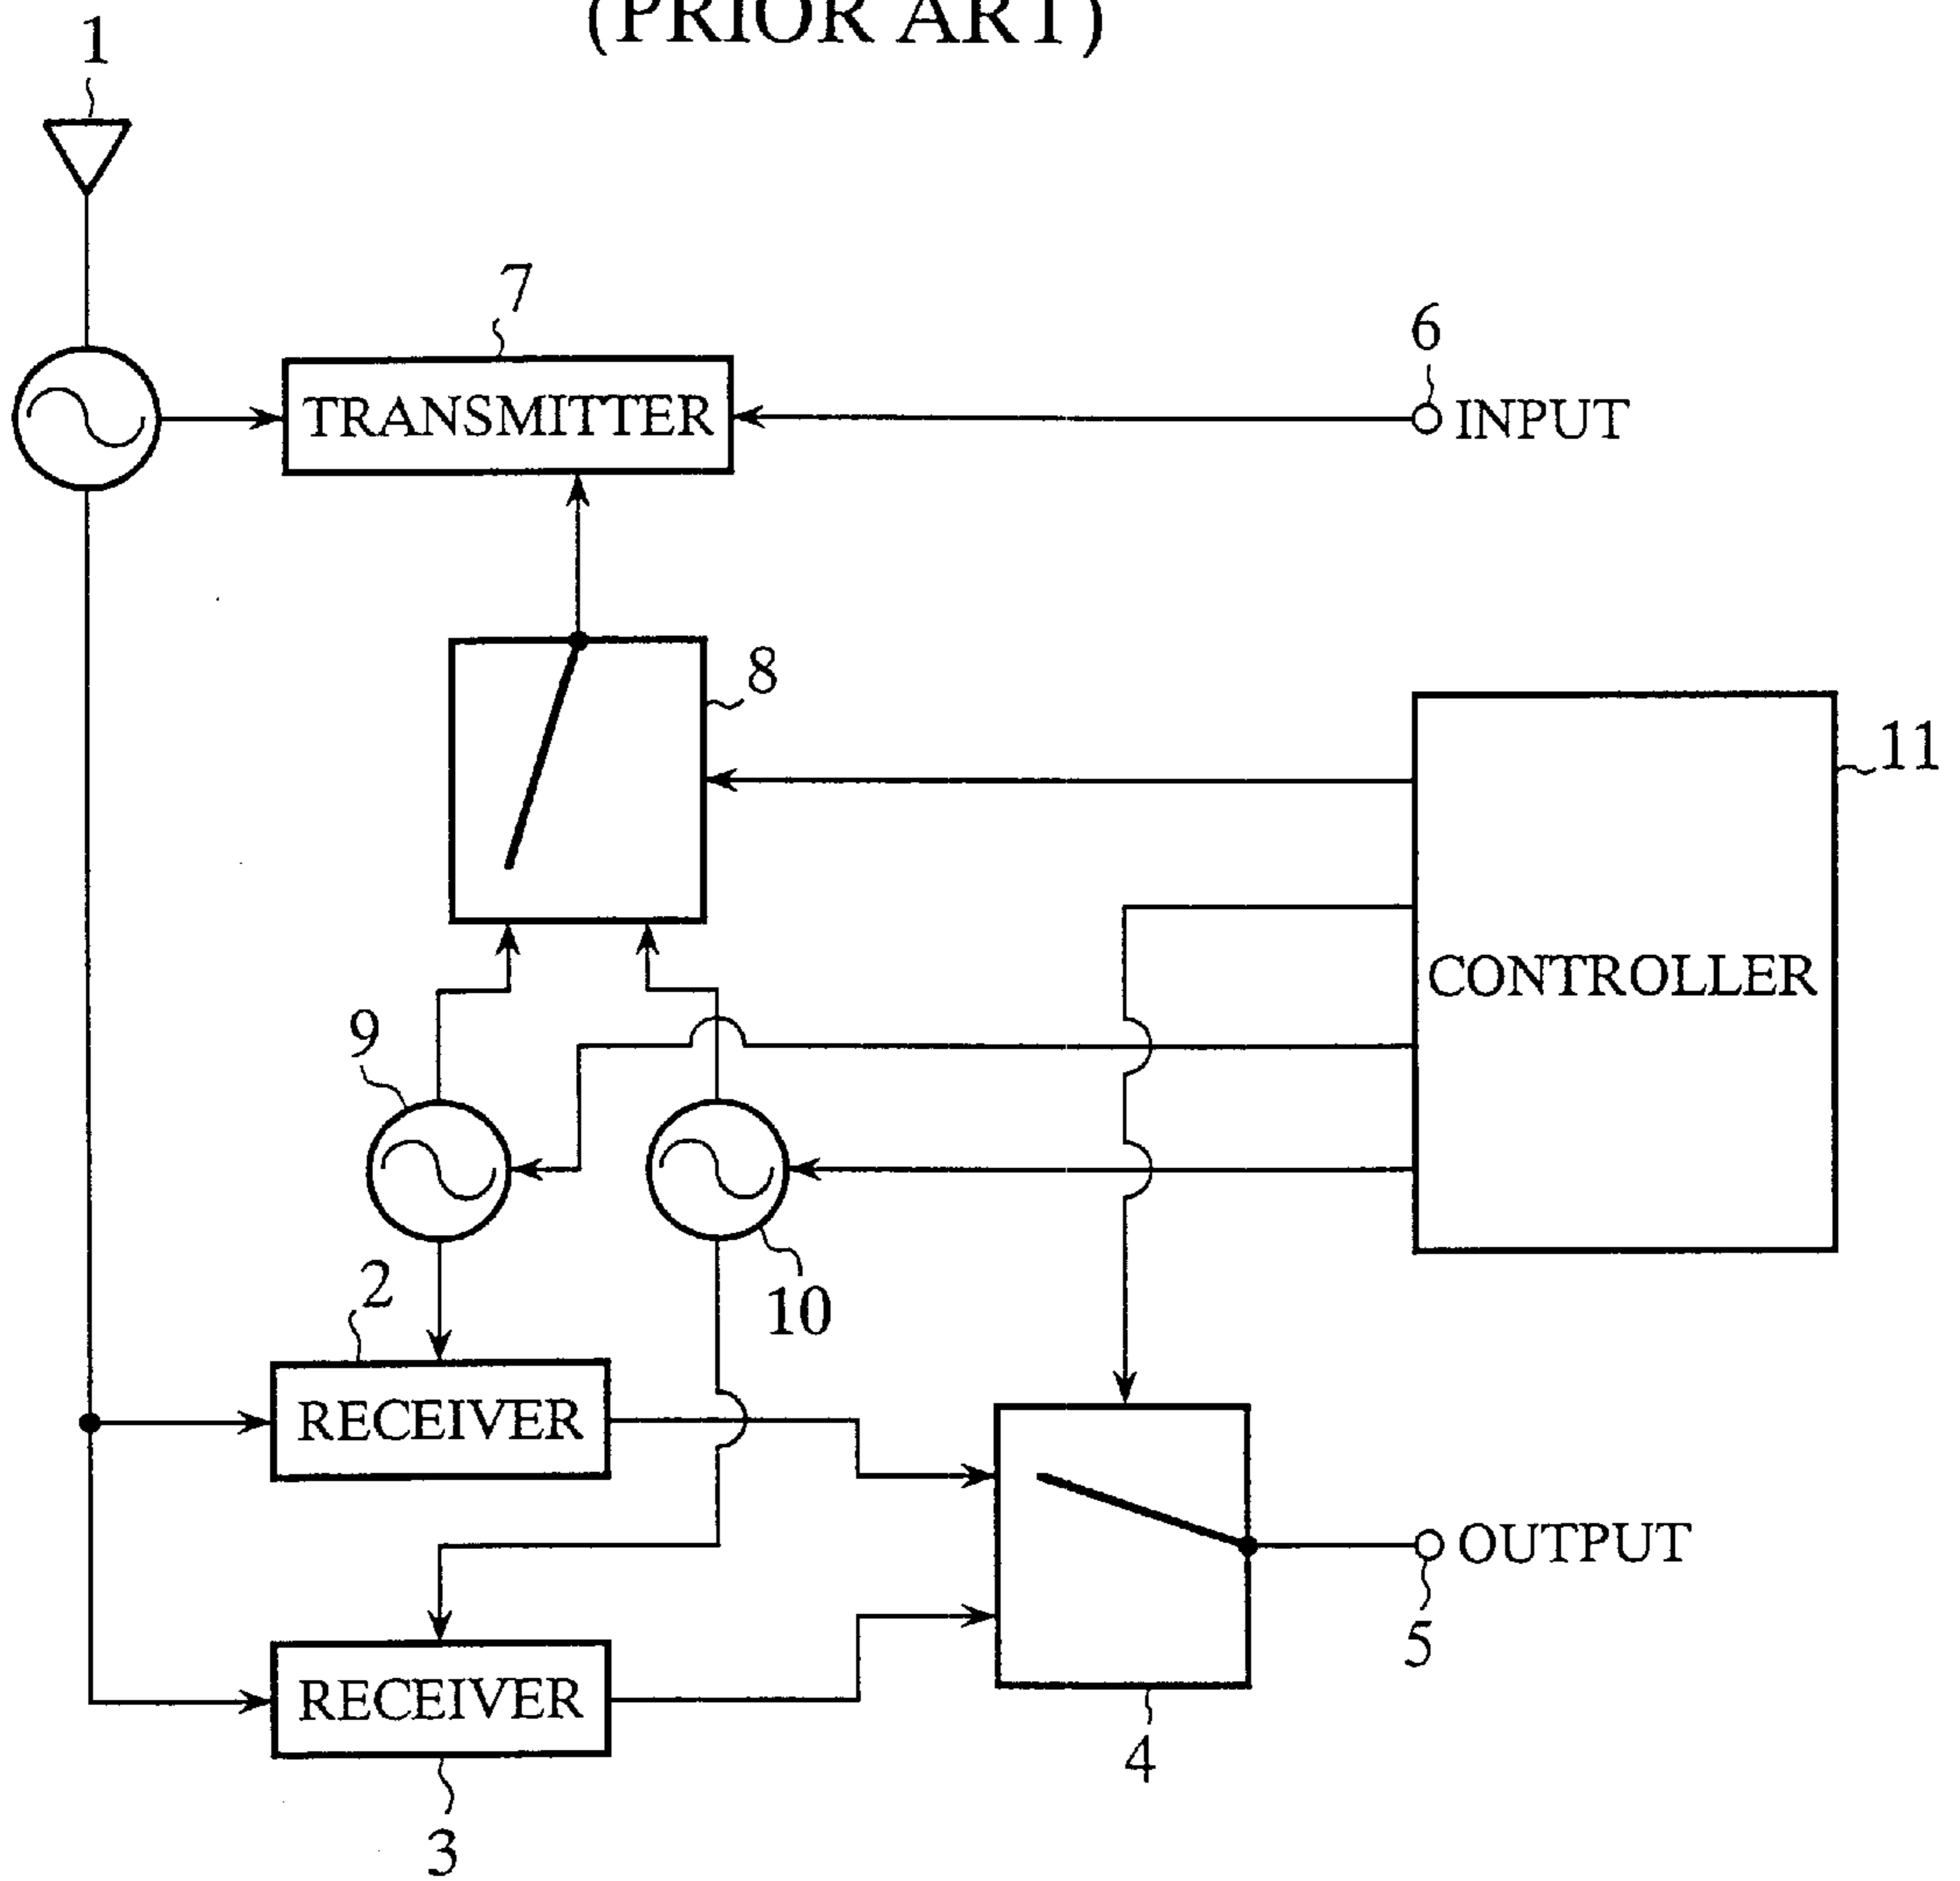 (PRIOR ART)
1
7
TRANSMITTER
6
INPUT
8
11
CONTROLLER
9
10
2
RECEIVER
OUTPUT
5
RECEIVER
4
3